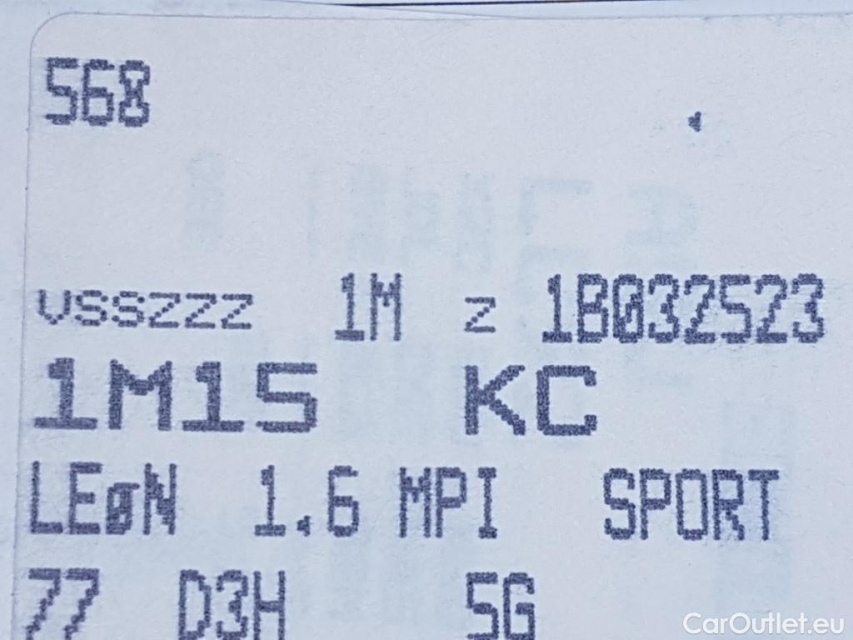 568
VSSZZZ 1M Z 1B032523
1M15 KC
LEøN 1.6 MPI SPORT
77 D3H 5G
CarOutlet.eu